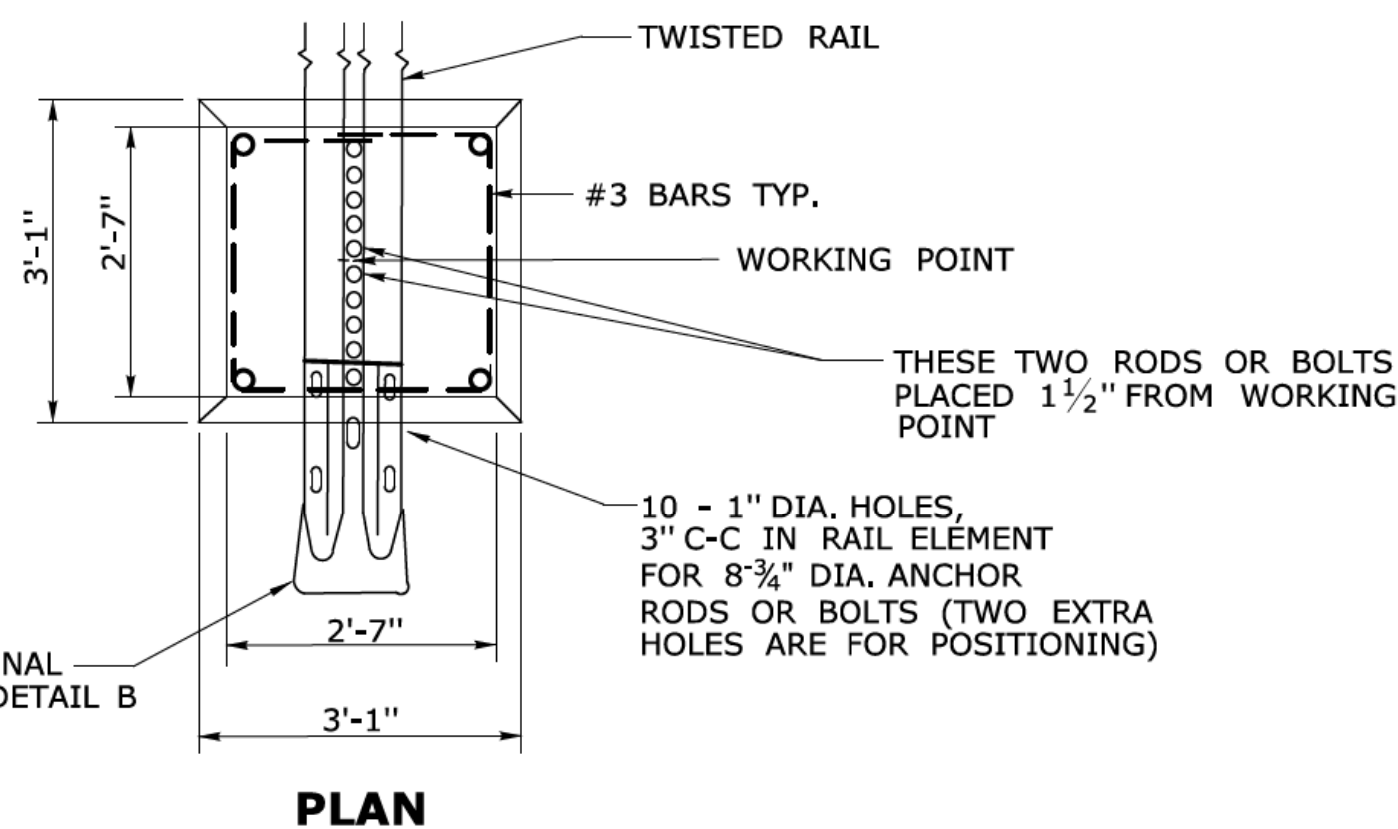 TWISTED RAIL
3'-1"
2'-7"
#3 BARS TYP.
WORKING POINT
THESE TWO RODS OR BOLTS
PLACED 1½" FROM WORKING
POINT
10 - 1" DIA. HOLES,
3" C-C IN RAIL ELEMENT
FOR 8-¾" DIA. ANCHOR
RODS OR BOLTS (TWO EXTRA
HOLES ARE FOR POSITIONING)
2'-7"
NAL
DETAIL B
3'-1"
PLAN